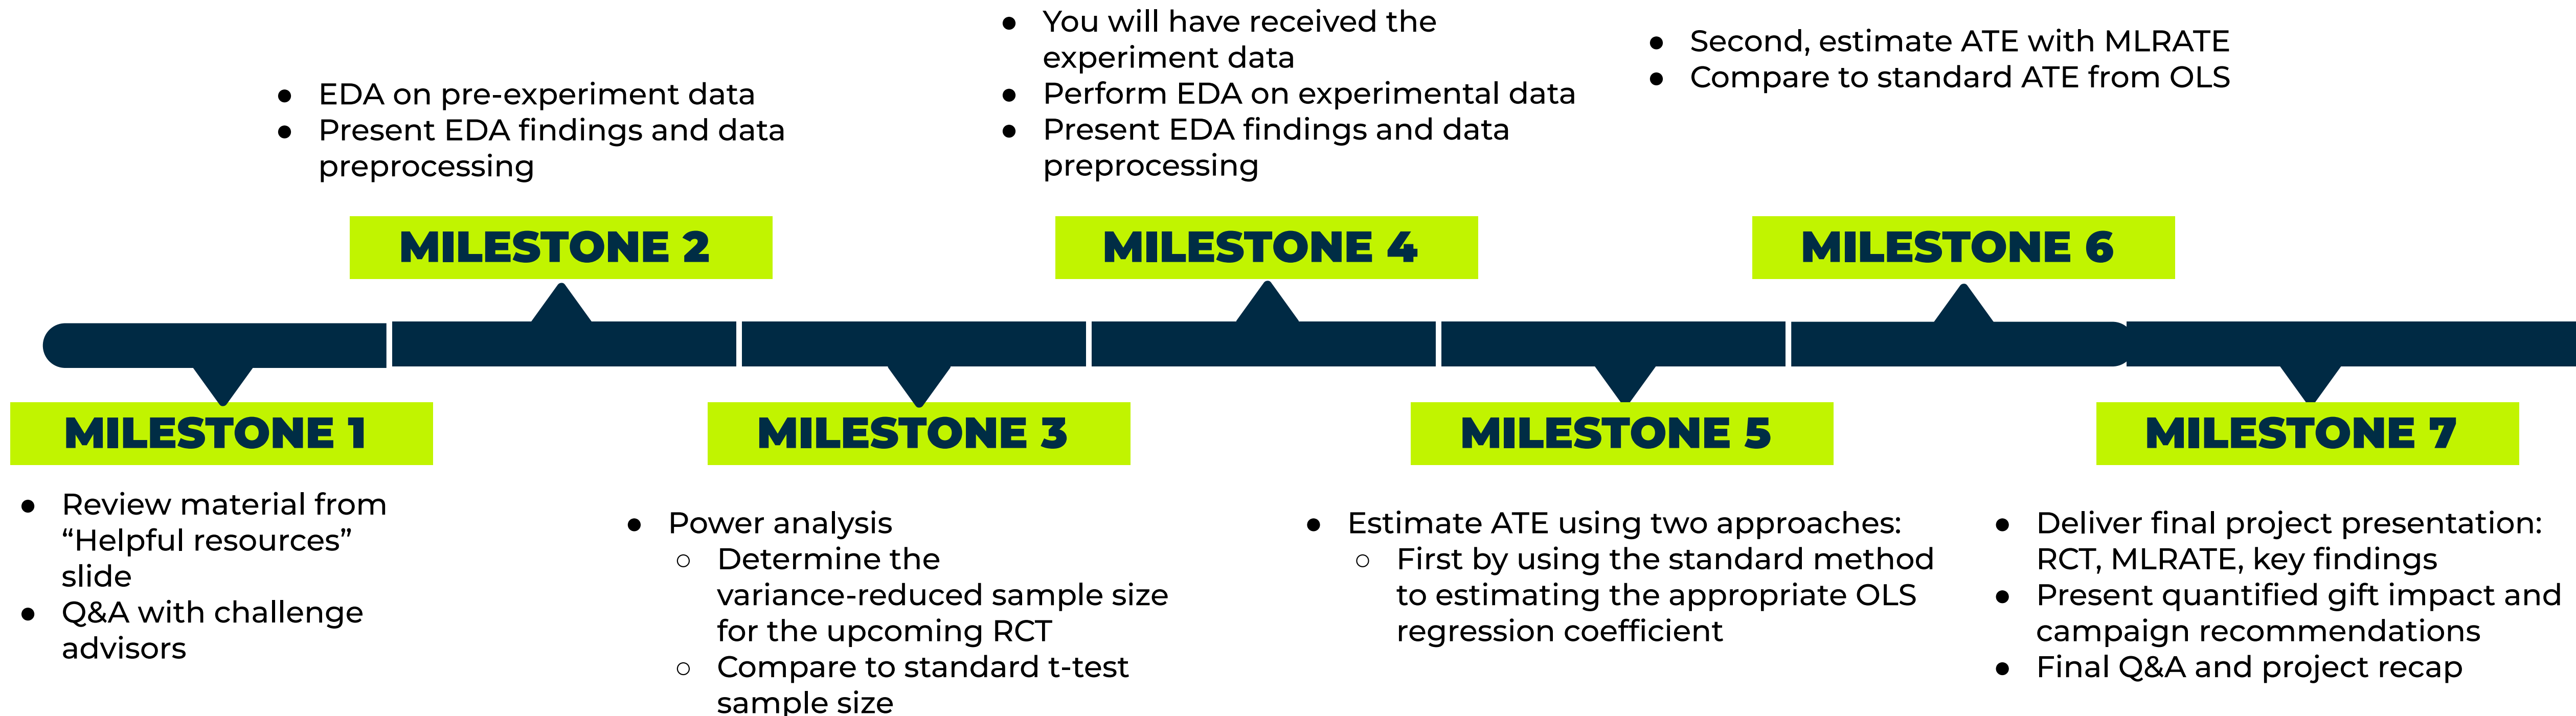 MILESTONE 1
● Review material from
“Helpful resources”
slide
● Q&A with challenge
advisors
● EDA on pre-experiment data
● Present EDA findings and data
preprocessing
MILESTONE 2
MILESTONE 3
● Power analysis
○ Determine the
variance-reduced sample size
for the upcoming RCT
○ Compare to standard t-test
sample size
● You will have received the
experiment data
● Perform EDA on experimental data
● Present EDA findings and data
preprocessing
MILESTONE 4
MILESTONE 5
● Estimate ATE using two approaches:
○ First by using the standard method
to estimating the appropriate OLS
regression coefficient
● Second, estimate ATE with MLRATE
● Compare to standard ATE from OLS
MILESTONE 6
MILESTONE 7
● Deliver final project presentation:
RCT, MLRATE, key findings
● Present quantified gift impact and
campaign recommendations
● Final Q&A and project recap